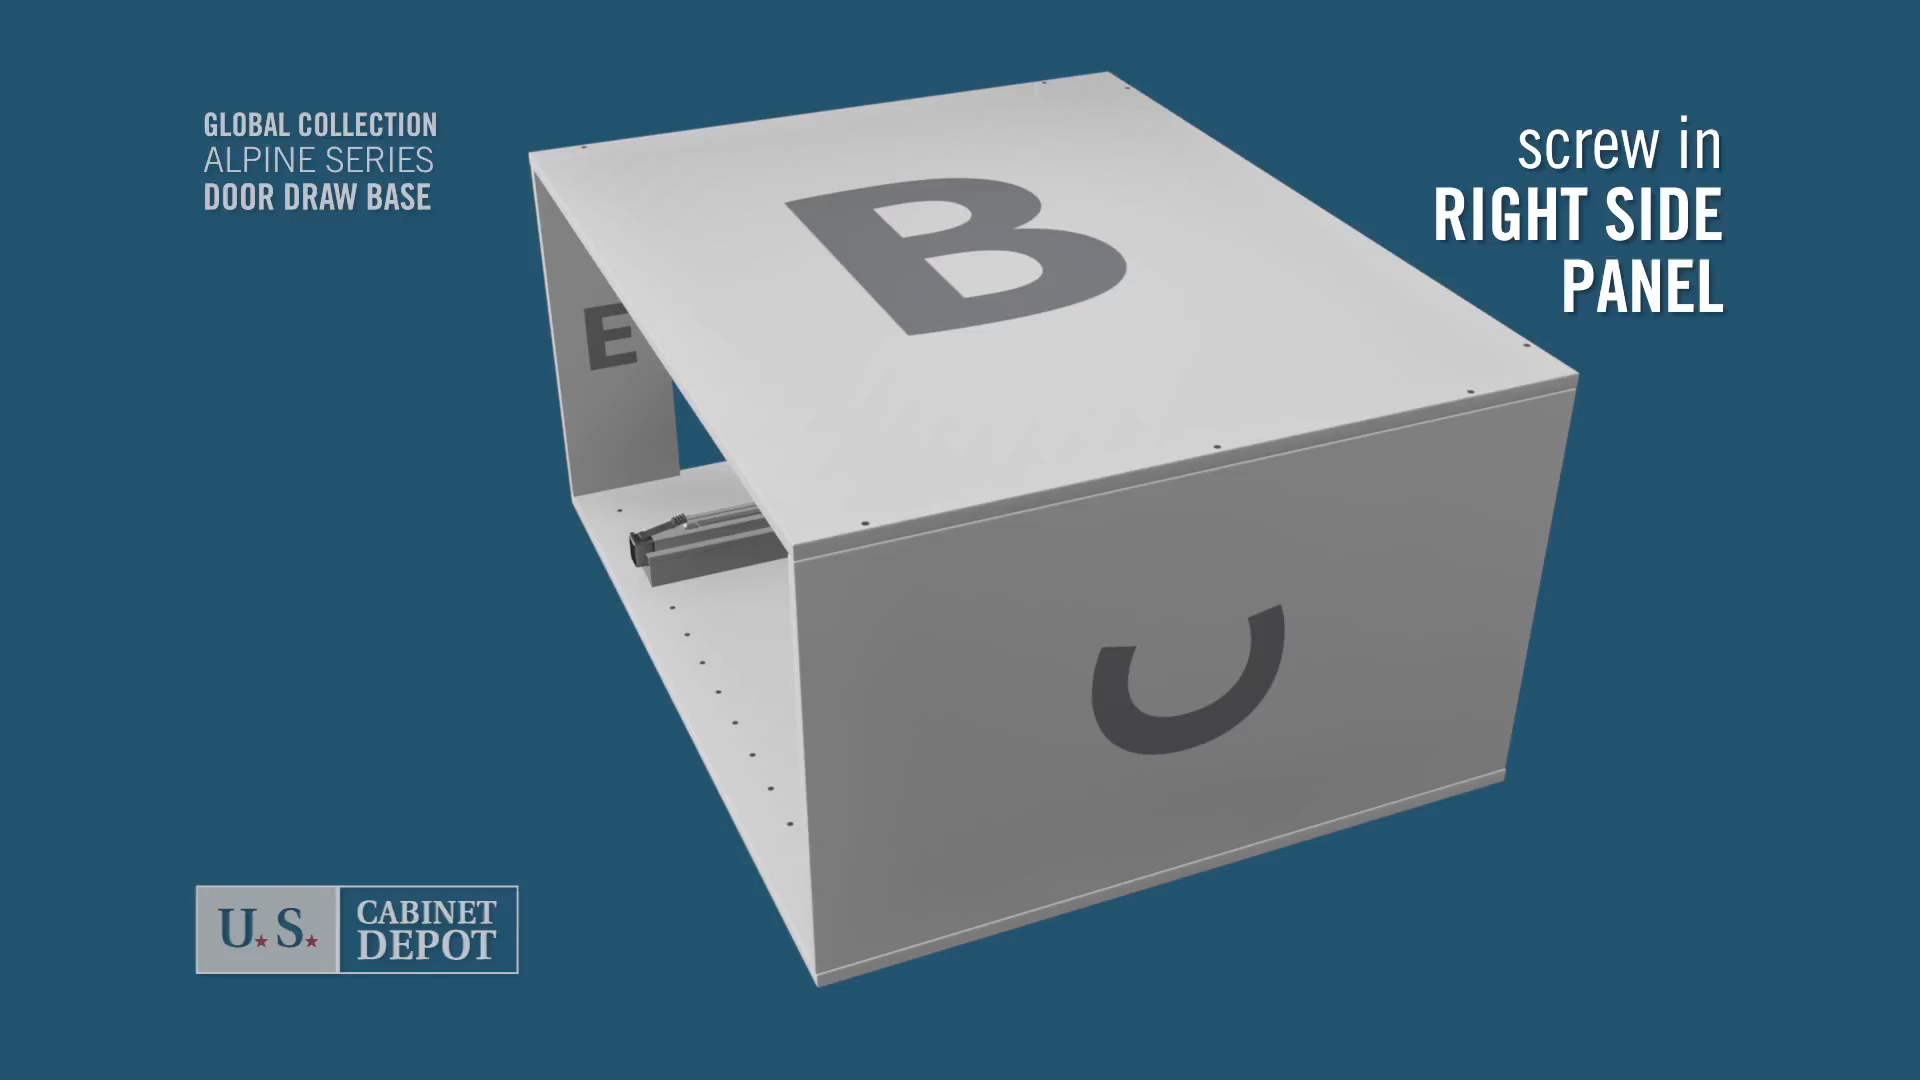 GLOBAL COLLECTION
ALPINE SERIES
DOOR DRAW BASE
screw in
RIGHT SIDE
PANEL
B
E
C
U.S. CABINET
DEPOT